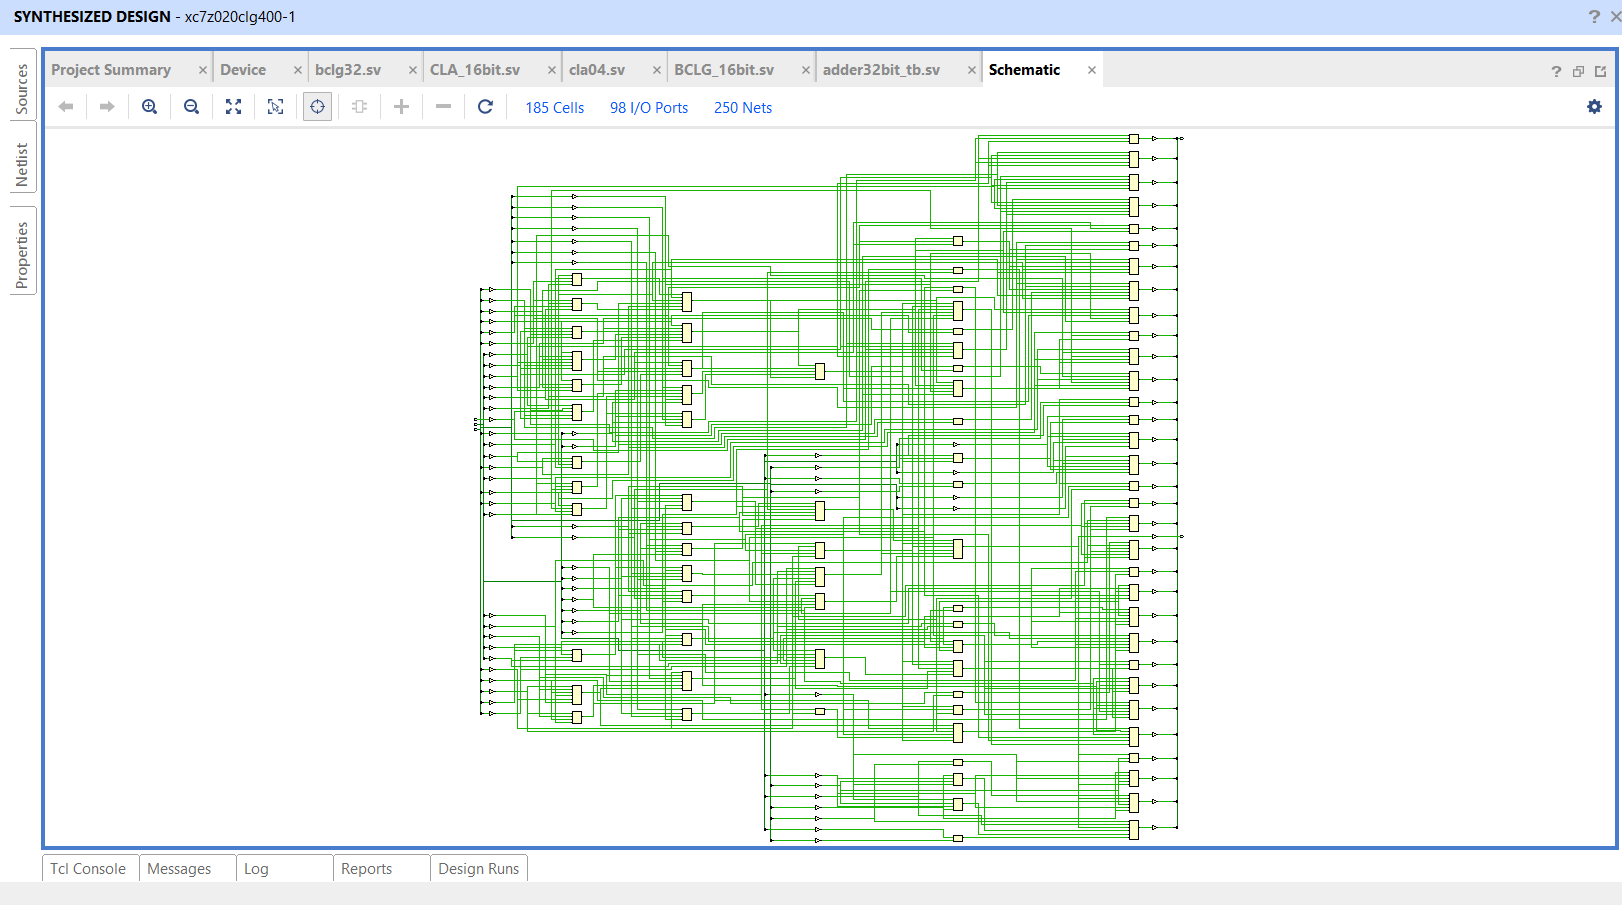 SYNTHESIZED DESIGN - xc7z020clg400-1
Sources
Netlist
Properties
Project Summary
Device
bclg32.sv
CLA_16bit.sv
cla04.sv
BCLG_16bit.sv
adder32bit_tb.sv
Schematic
185 Cells
98 I/O Ports
250 Nets
Tcl Console
Messages
Log
Reports
Design Runs